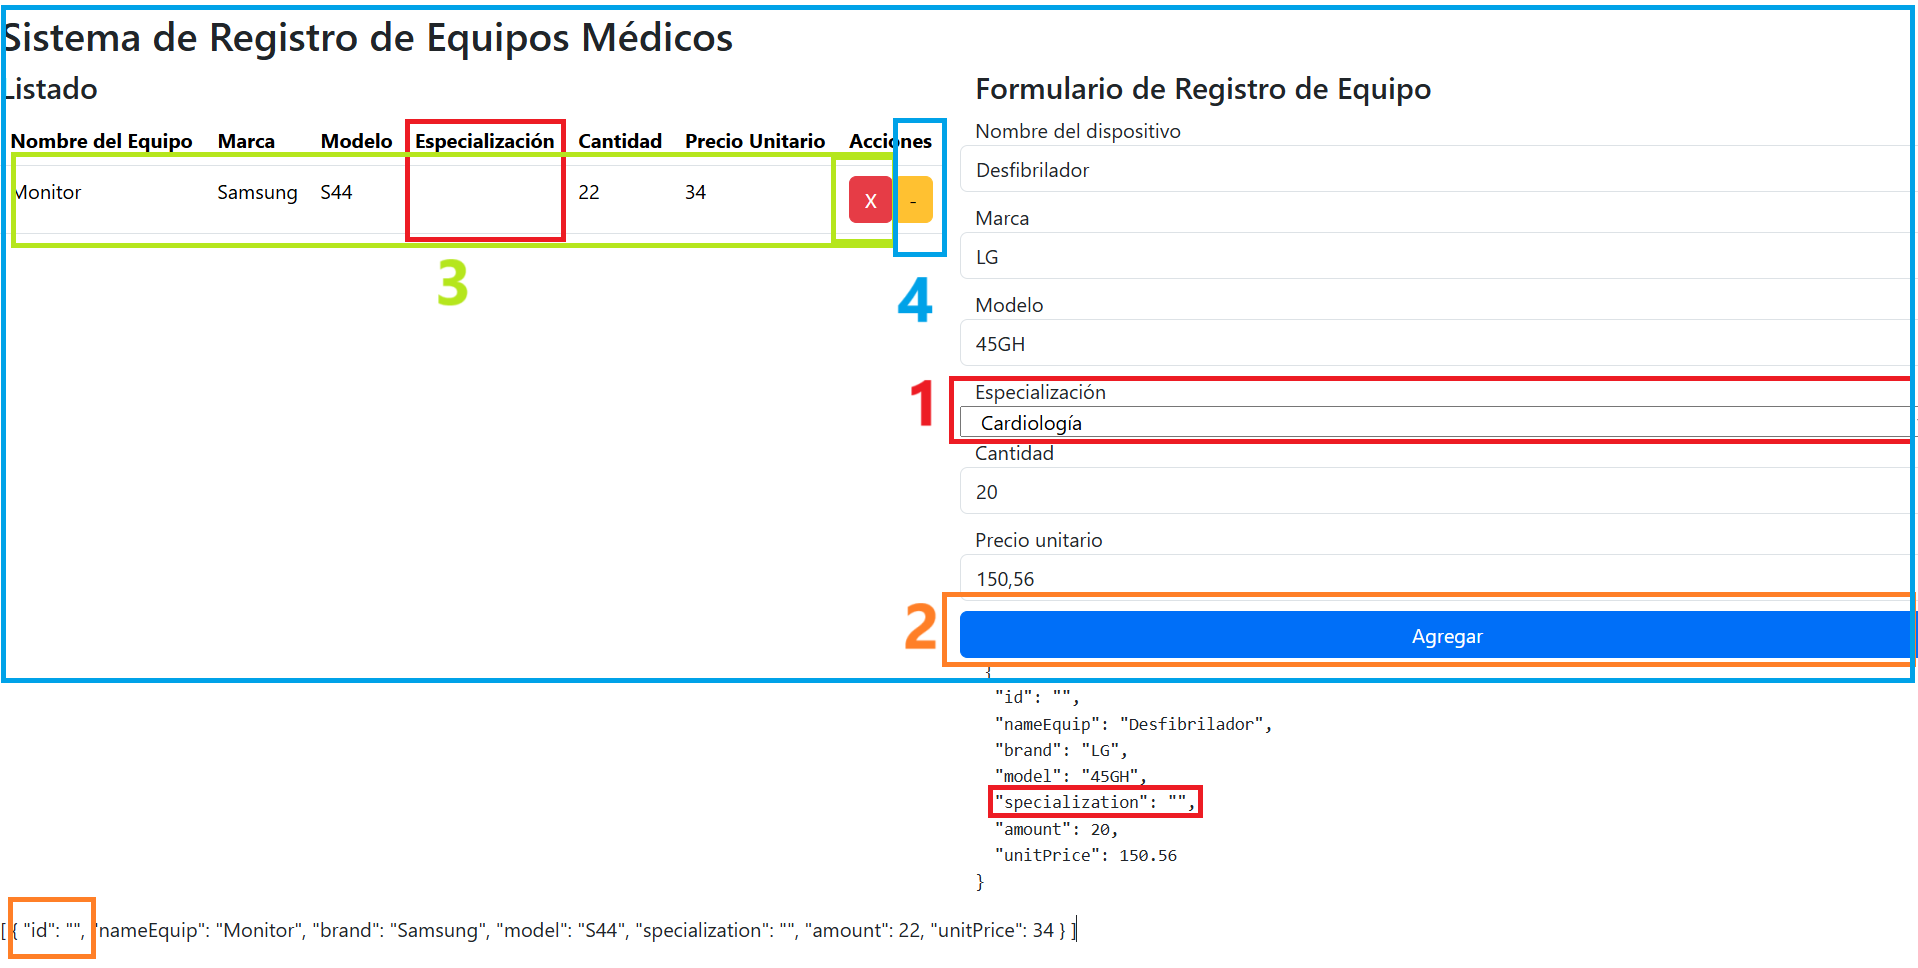 Sistema de Registro de Equipos Médicos
Listado
Nombre del Equipo Marca Modelo Especialización Cantidad Precio Unitario Acciones
Monitor Samsung S44 22 34 X -
3
4
Formulario de Registro de Equipo
Nombre del dispositivo
Desfibrilador
Marca
LG
Modelo
45GH
1
Especialización
Cardiología
Cantidad
20
Precio unitario
150,56
2
Agregar
{
"id": "",
"nameEquip": "Desfibrilador",
"brand": "LG",
"model": "45GH",
"specialization": "",
"amount": 20,
"unitPrice": 150.56
}
[ { "id": "", "nameEquip": "Monitor", "brand": "Samsung", "model": "S44", "specialization": "", "amount": 22, "unitPrice": 34 } ]